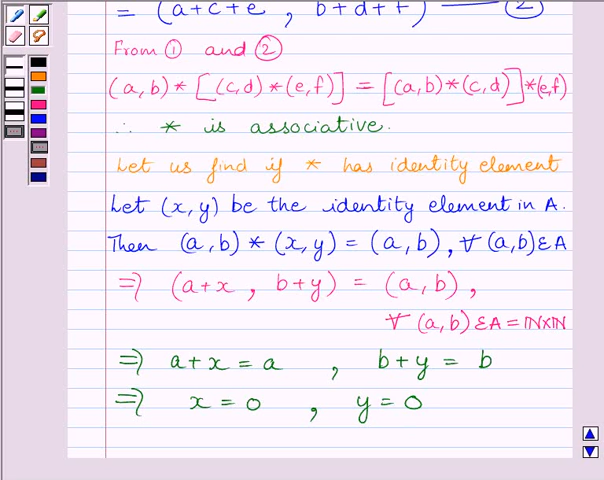 = (a+c+e , b+d+f) — ②
From ① and ②
(a,b)*[(c,d)*(e,f)] = [(a,b)*(c,d)]*(e,f)
∴ * is associative.
Let us find if * has identity element
Let (x,y) be the identity element in A.
Then (a,b) * (x,y) = (a,b), ∀ (a,b) ε A
⇒ (a+x , b+y) = (a,b) ,
∀ (a,b) ε A = ℕ×ℕ
⇒ a+x = a , b+y = b
⇒ x = 0 , y = 0